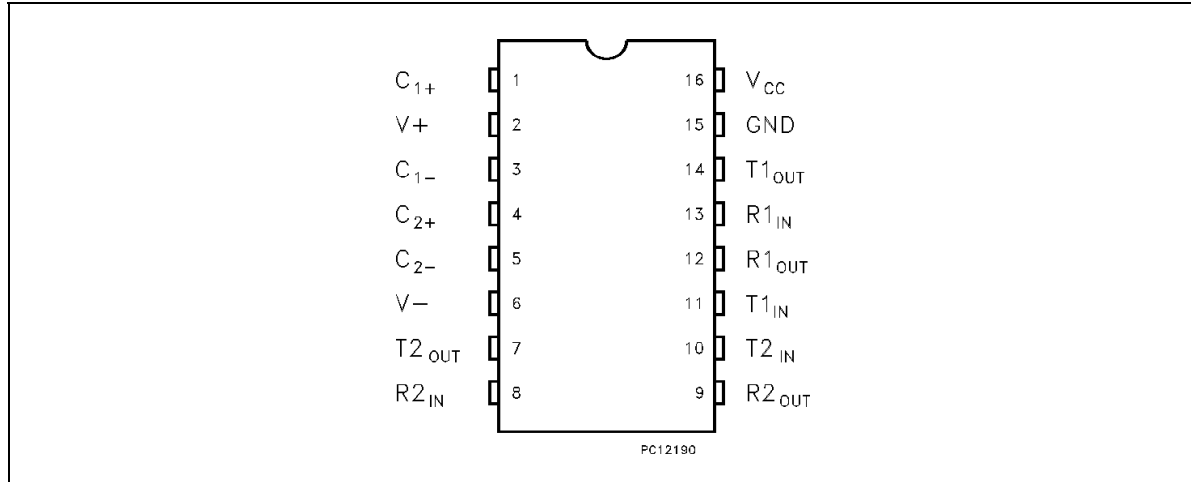 C1+ 1 16 VCC
V+ 2 15 GND
C1− 3 14 T1OUT
C2+ 4 13 R1IN
C2− 5 12 R1OUT
V− 6 11 T1IN
T2OUT 7 10 T2IN
R2IN 8 9 R2OUT
PC12190